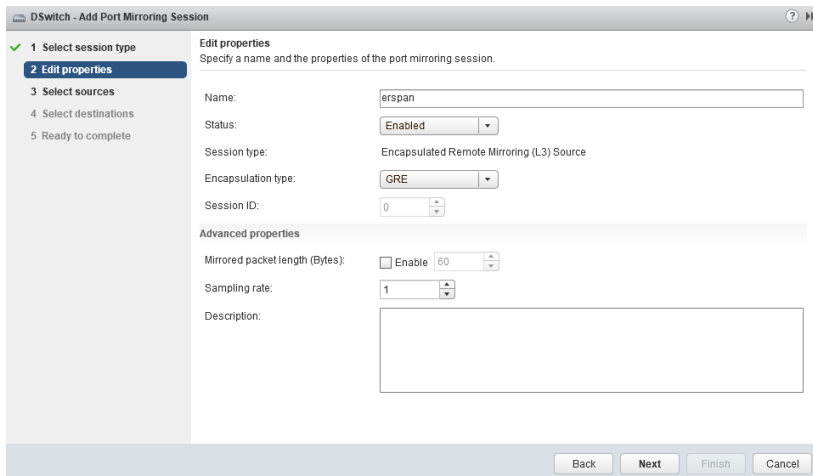 DSwitch - Add Port Mirroring Session
?
1 Select session type
2 Edit properties
3 Select sources
4 Select destinations
5 Ready to complete
Edit properties
Specify a name and the properties of the port mirroring session.
Name: erspan
Status: Enabled
Session type: Encapsulated Remote Mirroring (L3) Source
Encapsulation type: GRE
Session ID: 0
Advanced properties
Mirrored packet length (Bytes): Enable 60
Sampling rate: 1
Description:
Back Next Finish Cancel